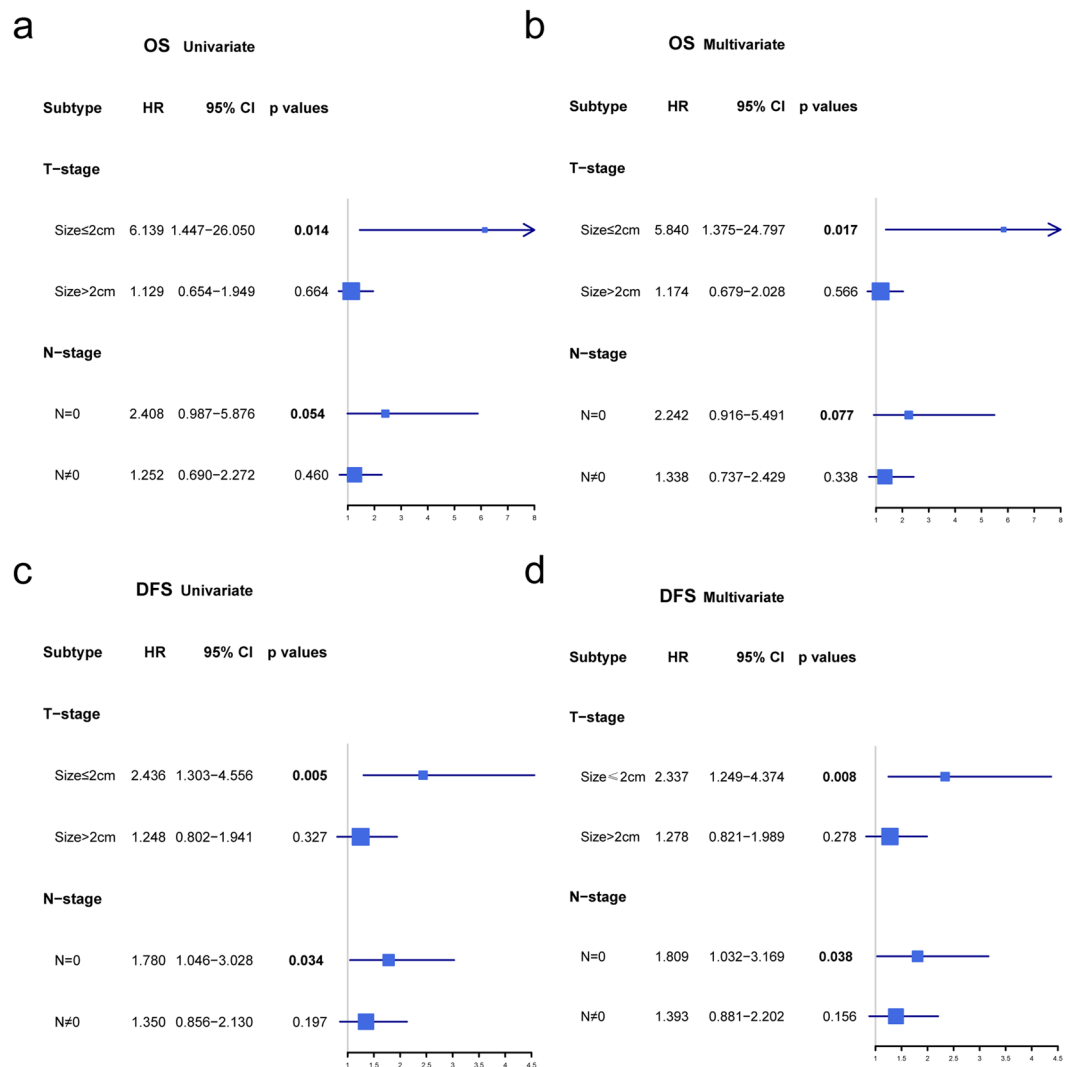 a
OS Univariate
Subtype HR 95% CI p values
T−stage
Size≤2cm 6.139 1.447−26.050 0.014
Size>2cm 1.129 0.654−1.949 0.664
N−stage
N=0 2.408 0.987−5.876 0.054
N≠0 1.252 0.690−2.272 0.460
1 2 3 4 5 6 7 8
b
OS Multivariate
Subtype HR 95% CI p values
T−stage
Size≤2cm 5.840 1.375−24.797 0.017
Size>2cm 1.174 0.679−2.028 0.566
N−stage
N=0 2.242 0.916−5.491 0.077
N≠0 1.338 0.737−2.429 0.338
1 2 3 4 5 6 7 8
c
DFS Univariate
Subtype HR 95% CI p values
T−stage
Size≤2cm 2.436 1.303−4.556 0.005
Size>2cm 1.248 0.802−1.941 0.327
N−stage
N=0 1.780 1.046−3.028 0.034
N≠0 1.350 0.856−2.130 0.197
1 1.5 2 2.5 3 3.5 4 4.5
d
DFS Multivariate
Subtype HR 95% CI p values
T−stage
Size⩽2cm 2.337 1.249−4.374 0.008
Size>2cm 1.278 0.821−1.989 0.278
N−stage
N=0 1.809 1.032−3.169 0.038
N≠0 1.393 0.881−2.202 0.156
1 1.5 2 2.5 3 3.5 4 4.5